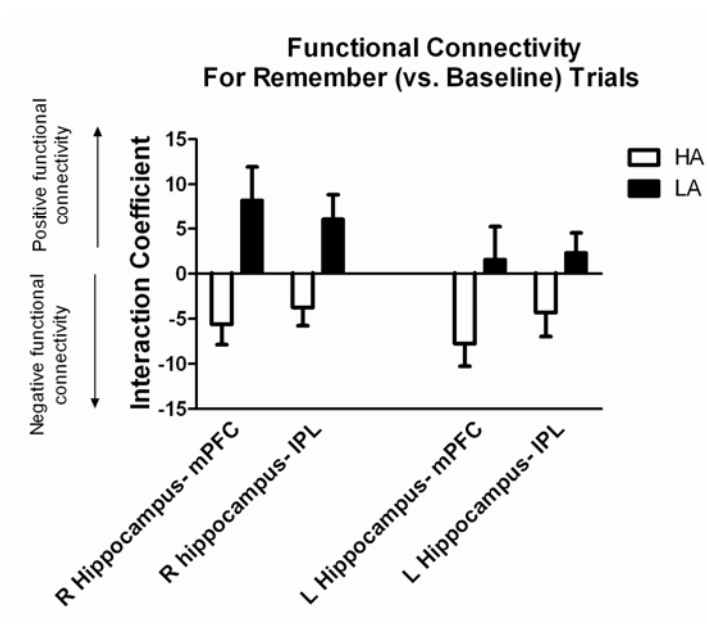 Functional Connectivity
For Remember (vs. Baseline) Trials
Positive functional
connectivity
Negative functional
connectivity
Interaction Coefficient
15
10
5
0
-5
-10
-15
HA
LA
R Hippocampus- mPFC
R hippocampus- IPL
L Hippocampus- mPFC
L Hippocampus- IPL